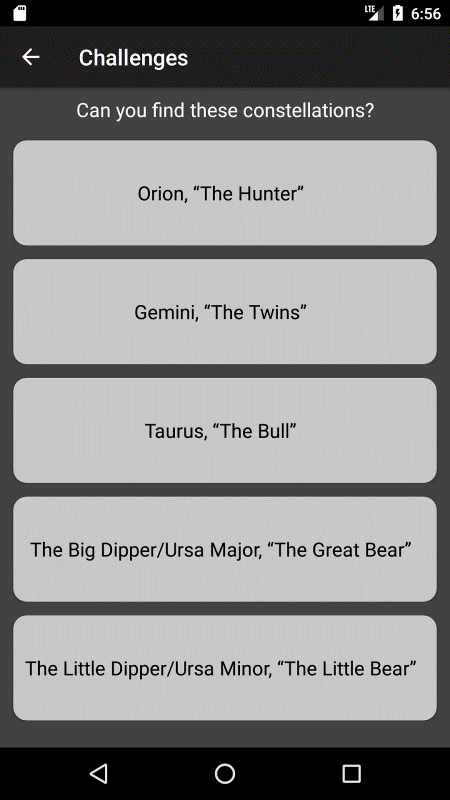 LTE 6:56
Challenges
Can you find these constellations?
Orion, “The Hunter”
Gemini, “The Twins”
Taurus, “The Bull”
The Big Dipper/Ursa Major, “The Great Bear”
The Little Dipper/Ursa Minor, “The Little Bear”